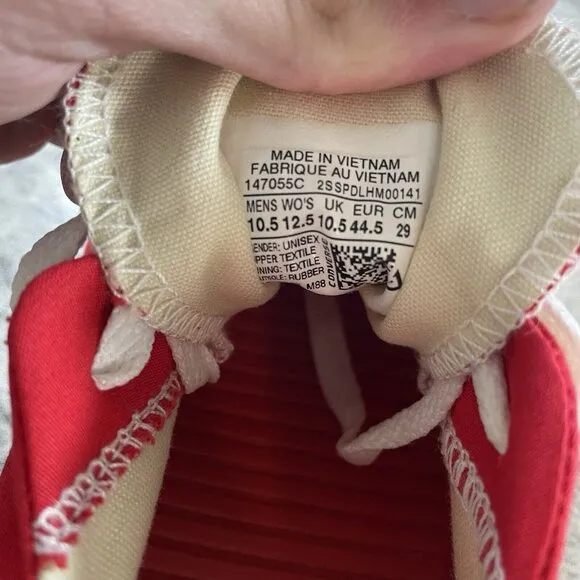 MADE IN VIETNAM
FABRIQUE AU VIETNAM
147055C 2SSPDLHM00141
MENS WO'S UK EUR CM
10.5 12.5 10.5 44.5 29
ENDER: UNISEX
PPER TEXTILE
INING: TEXTILE
RUBBER
M88
CONVERSE